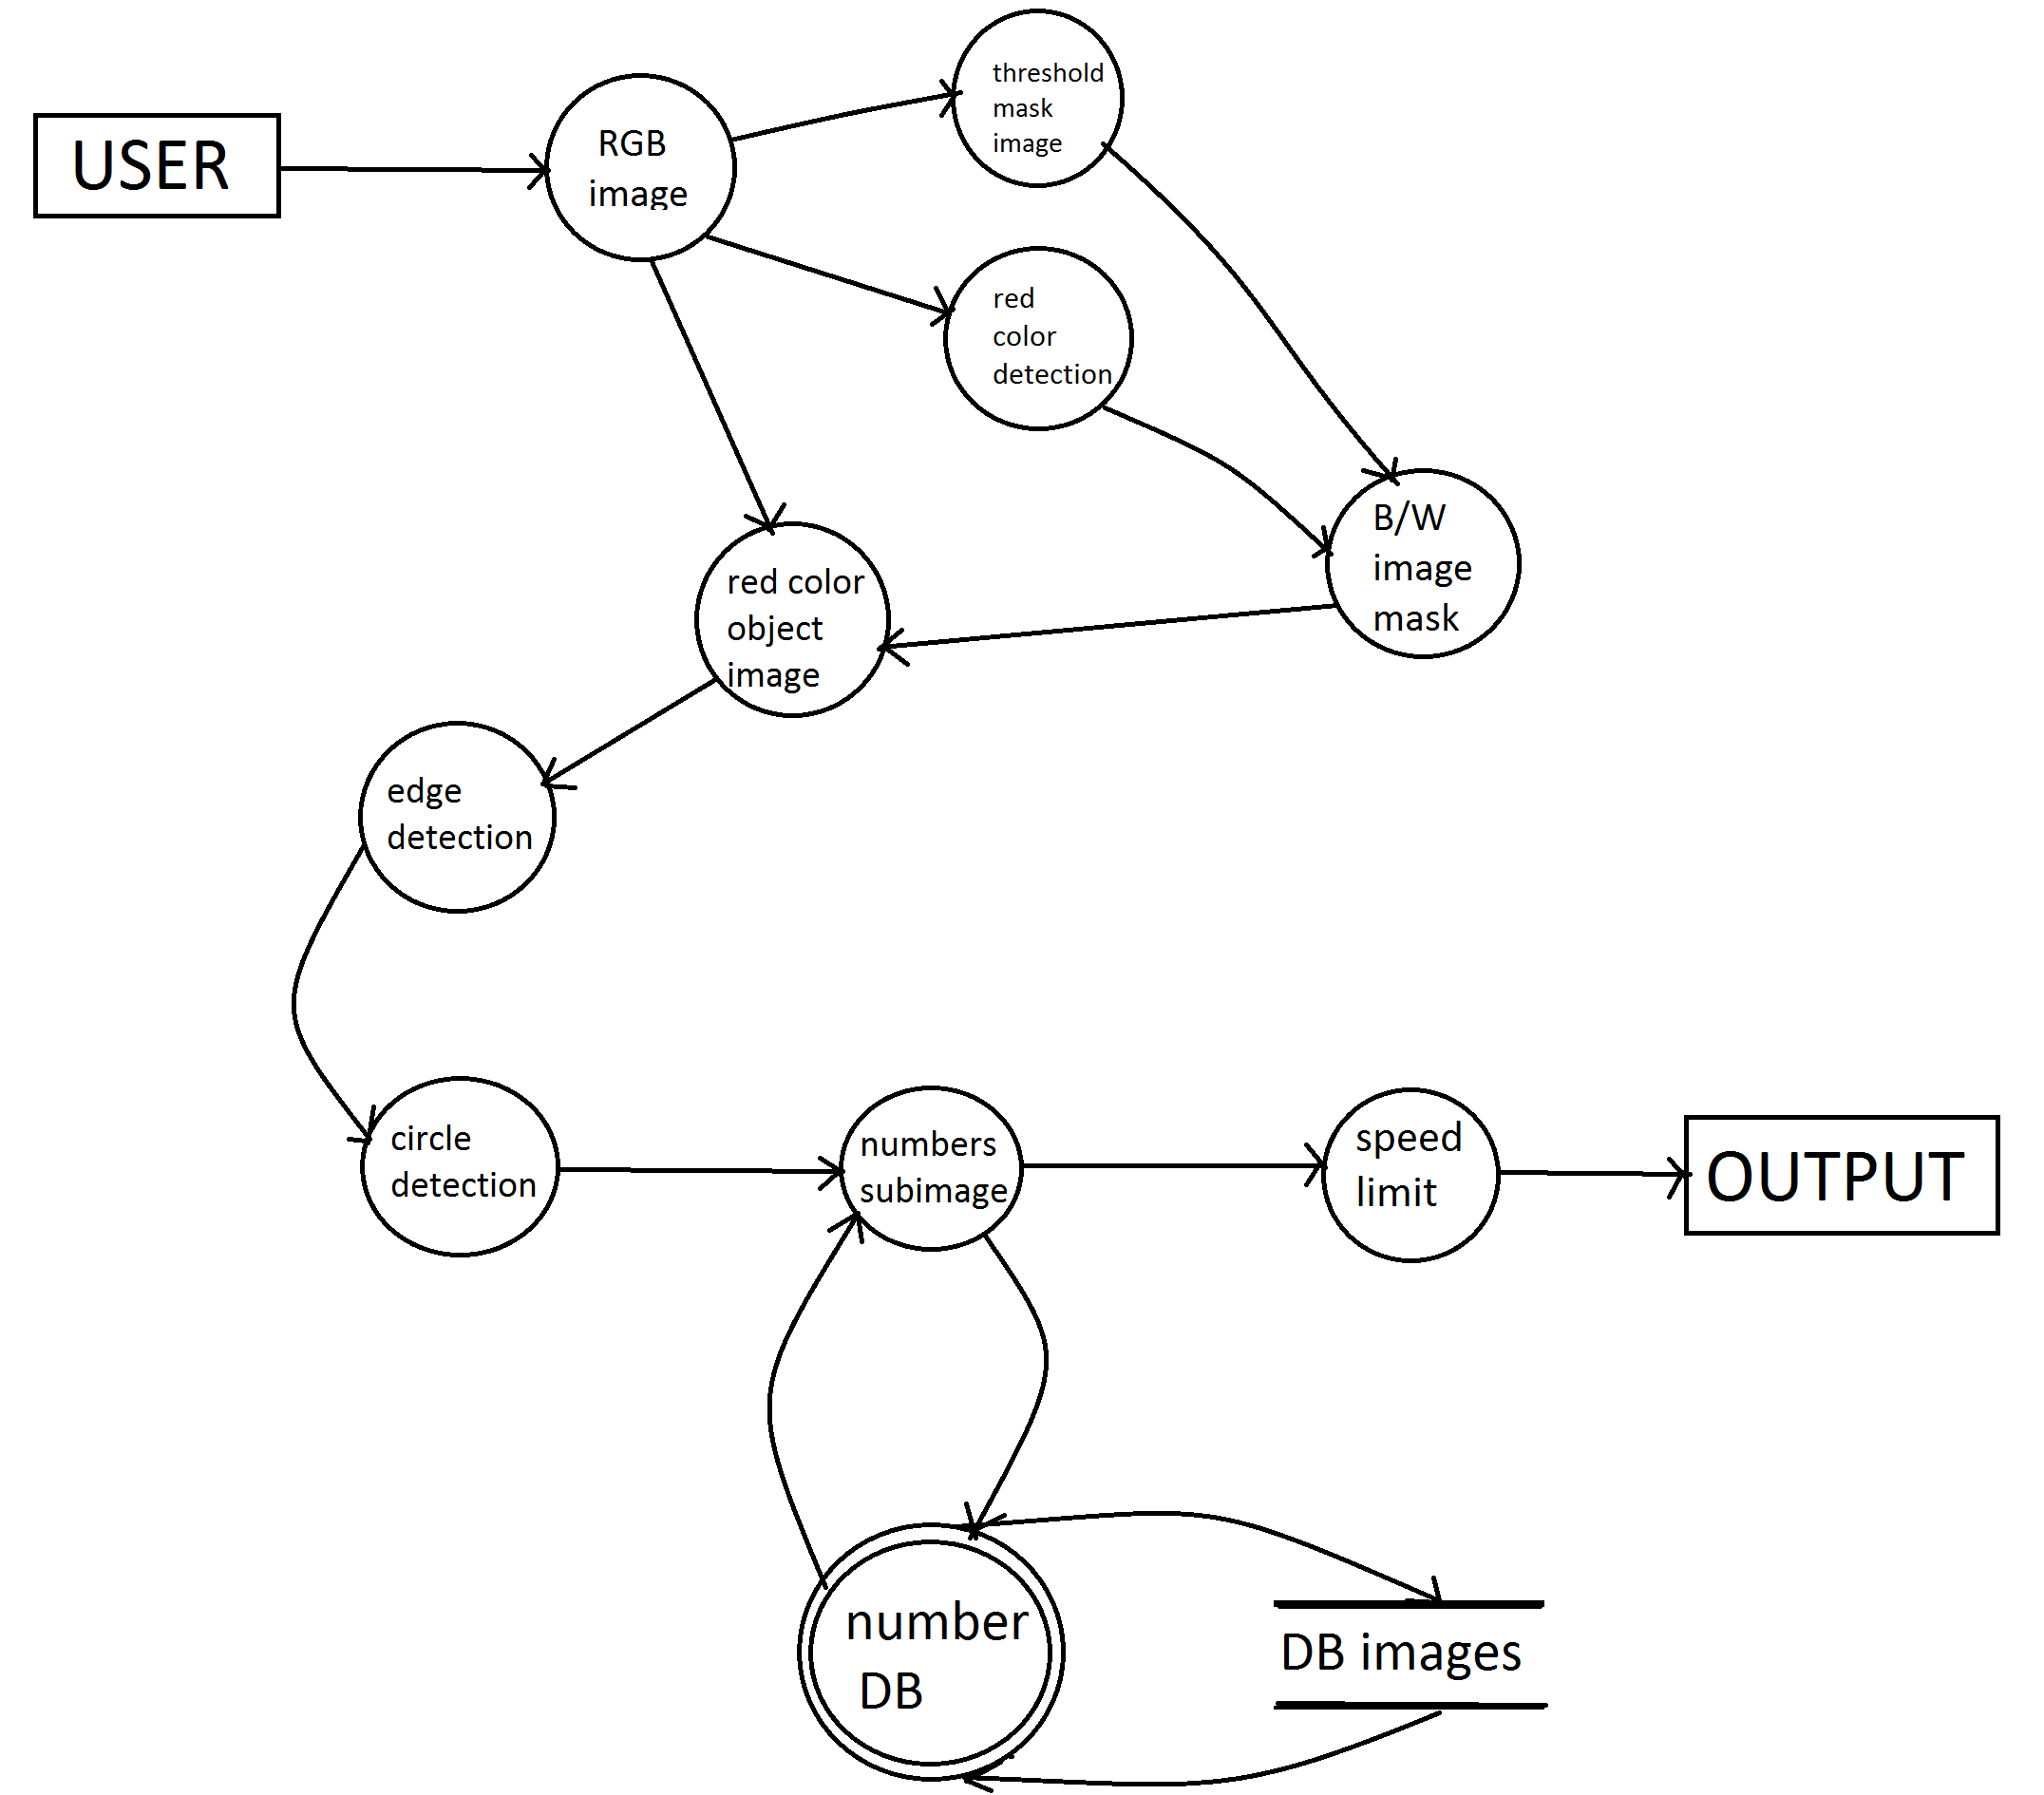 USER
RGB
image
threshold
mask
image
red
color
detection
B/W
image
mask
red color
object
image
edge
detection
circle
detection
numbers
subimage
speed
limit
OUTPUT
number
DB
DB images